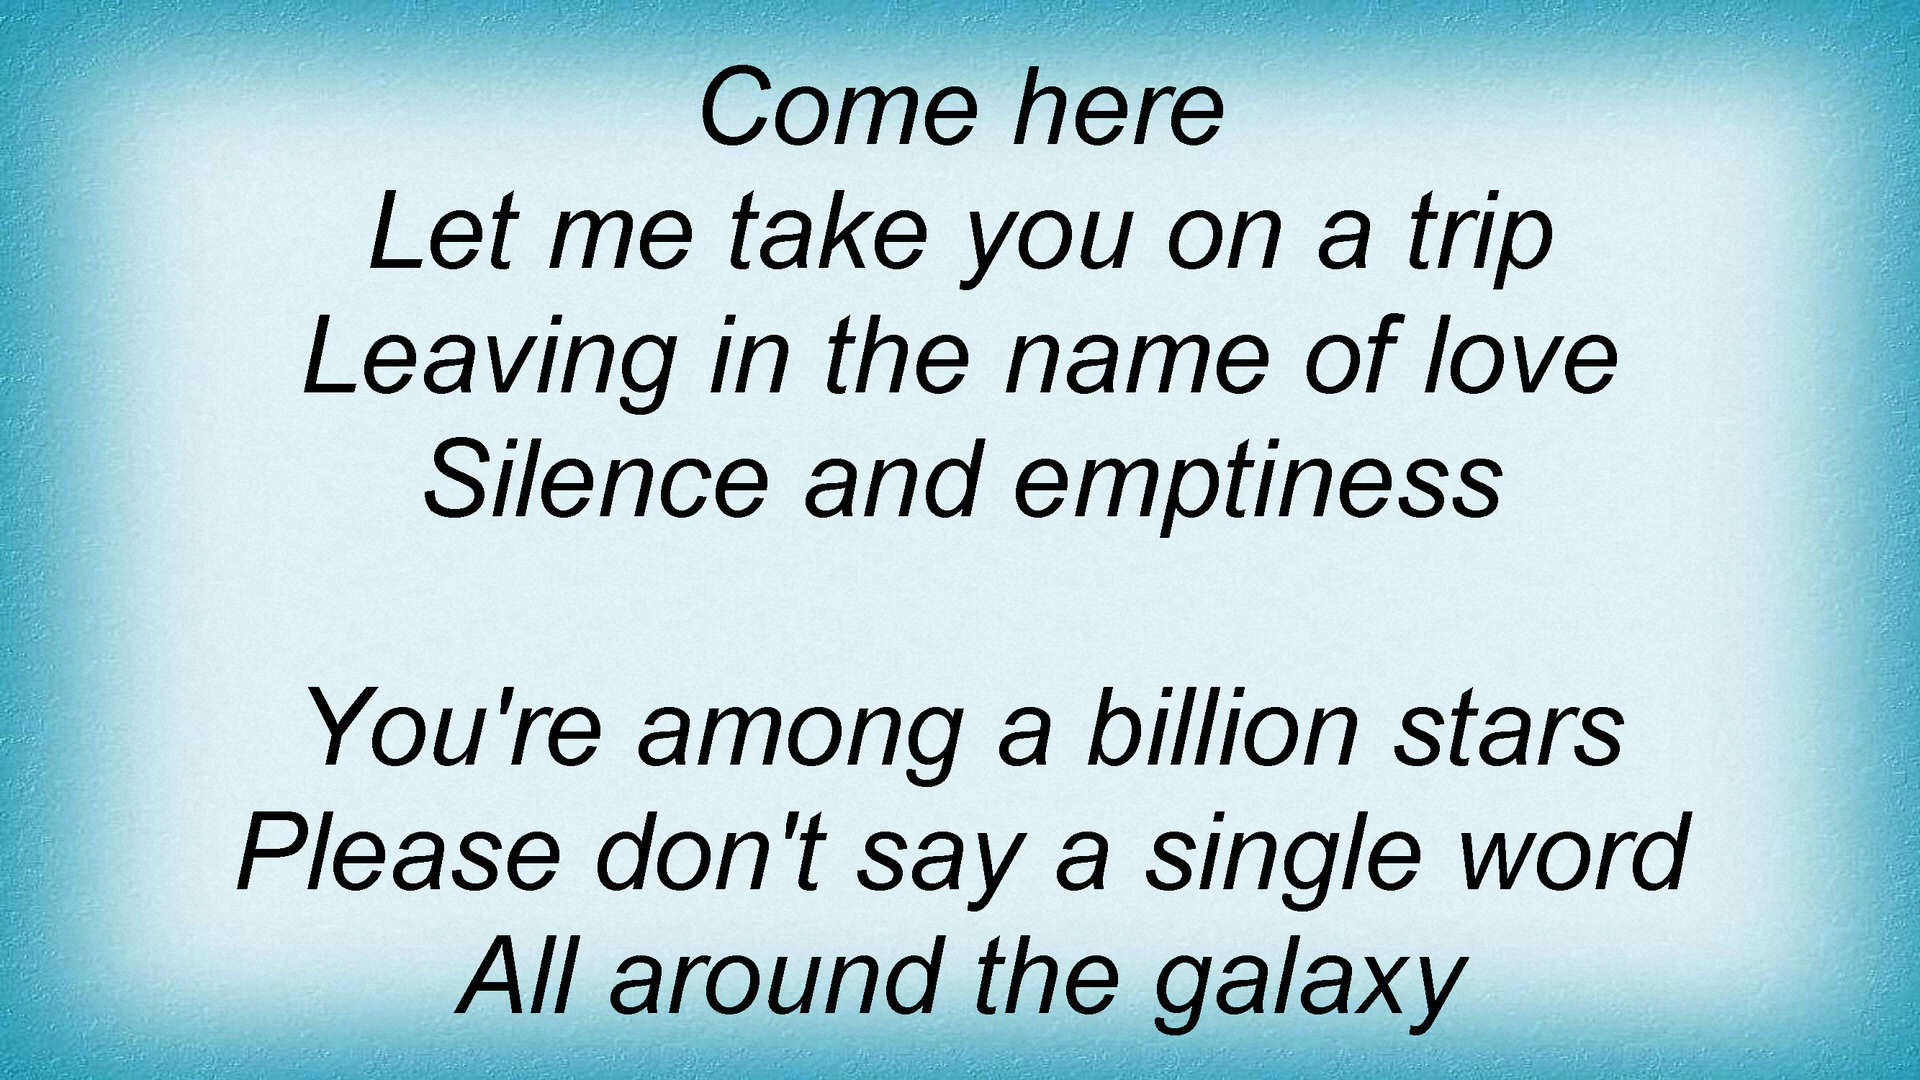 Come here
Let me take you on a trip
Leaving in the name of love
Silence and emptiness
You're among a billion stars
Please don't say a single word
All around the galaxy